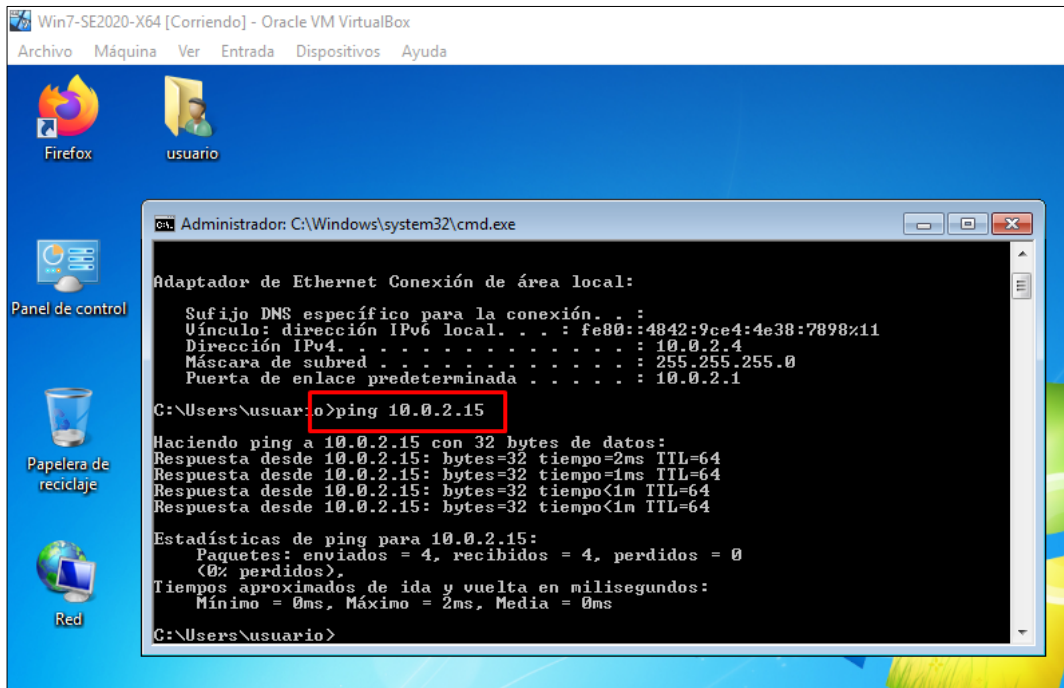 Win7-SE2020-X64 [Corriendo] - Oracle VM VirtualBox
Archivo Máquina Ver Entrada Dispositivos Ayuda
Firefox
usuario
Panel de control
Papelera de
reciclaje
Red
Administrador: C:\Windows\system32\cmd.exe
Adaptador de Ethernet Conexión de área local:
Sufijo DNS específico para la conexión. . :
Vínculo: dirección IPv6 local. . . : fe80::4842:9ce4:4e38:7898%11
Dirección IPv4. . . . . . . . . . . . . . : 10.0.2.4
Máscara de subred . . . . . . . . . . . . : 255.255.255.0
Puerta de enlace predeterminada . . . . . : 10.0.2.1
C:\Users\usuario>ping 10.0.2.15
Haciendo ping a 10.0.2.15 con 32 bytes de datos:
Respuesta desde 10.0.2.15: bytes=32 tiempo=2ms TTL=64
Respuesta desde 10.0.2.15: bytes=32 tiempo=1ms TTL=64
Respuesta desde 10.0.2.15: bytes=32 tiempo<1m TTL=64
Respuesta desde 10.0.2.15: bytes=32 tiempo<1m TTL=64
Estadísticas de ping para 10.0.2.15:
Paquetes: enviados = 4, recibidos = 4, perdidos = 0
(0% perdidos),
Tiempos aproximados de ida y vuelta en milisegundos:
Mínimo = 0ms, Máximo = 2ms, Media = 0ms
C:\Users\usuario>